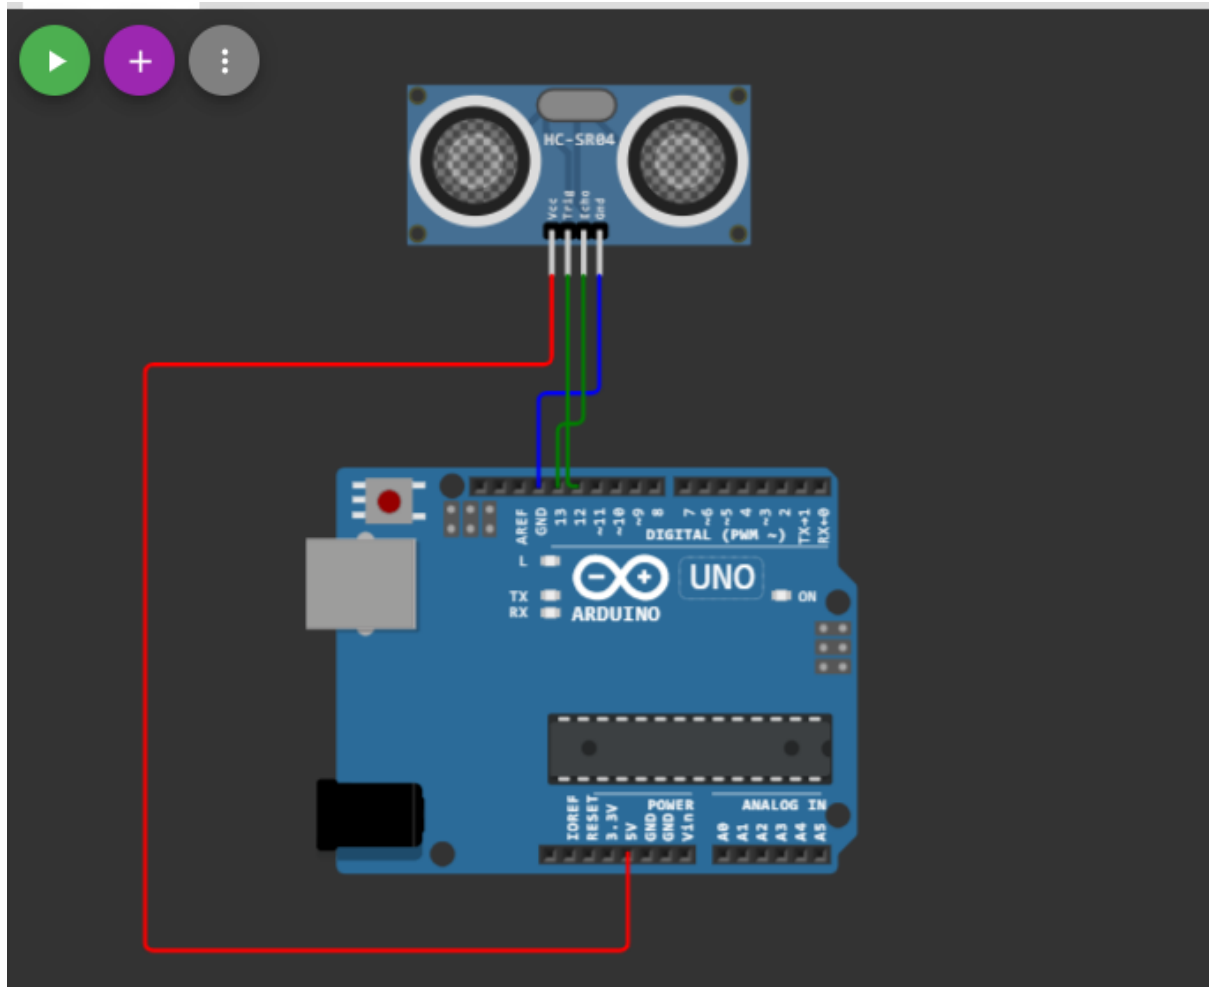 HC-SR04
Vcc
Trig
Echo
Gnd
AREF
GND
13
12
~11
~10
~9
8
7
~6
~5
4
~3
2
TX→1
RX←0
DIGITAL (PWM ~)
L
TX
RX
ARDUINO
UNO
ON
IOREF
RESET
3.3V
5V
GND
GND
Vin
POWER
ANALOG IN
A0
A1
A2
A3
A4
A5